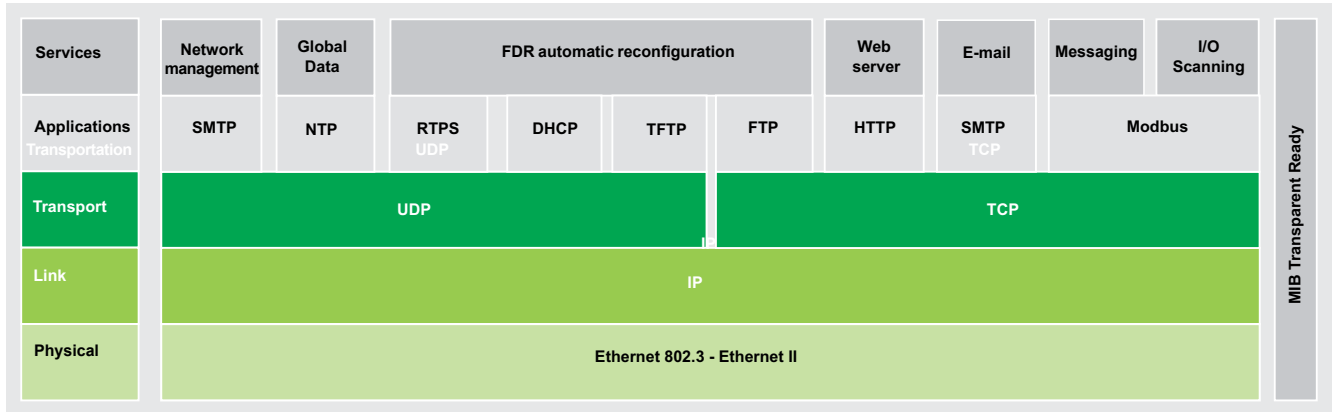 Services
Network management
Global Data
FDR automatic reconfiguration
Web server
E-mail
Messaging
I/O Scanning
Applications
Transportation
SMTP
NTP
RTPS
UDP
DHCP
TFTP
FTP
HTTP
SMTP
TCP
Modbus
Transport
UDP
TCP
IP
Link
IP
Physical
Ethernet 802.3 - Ethernet II
MIB Transparent Ready